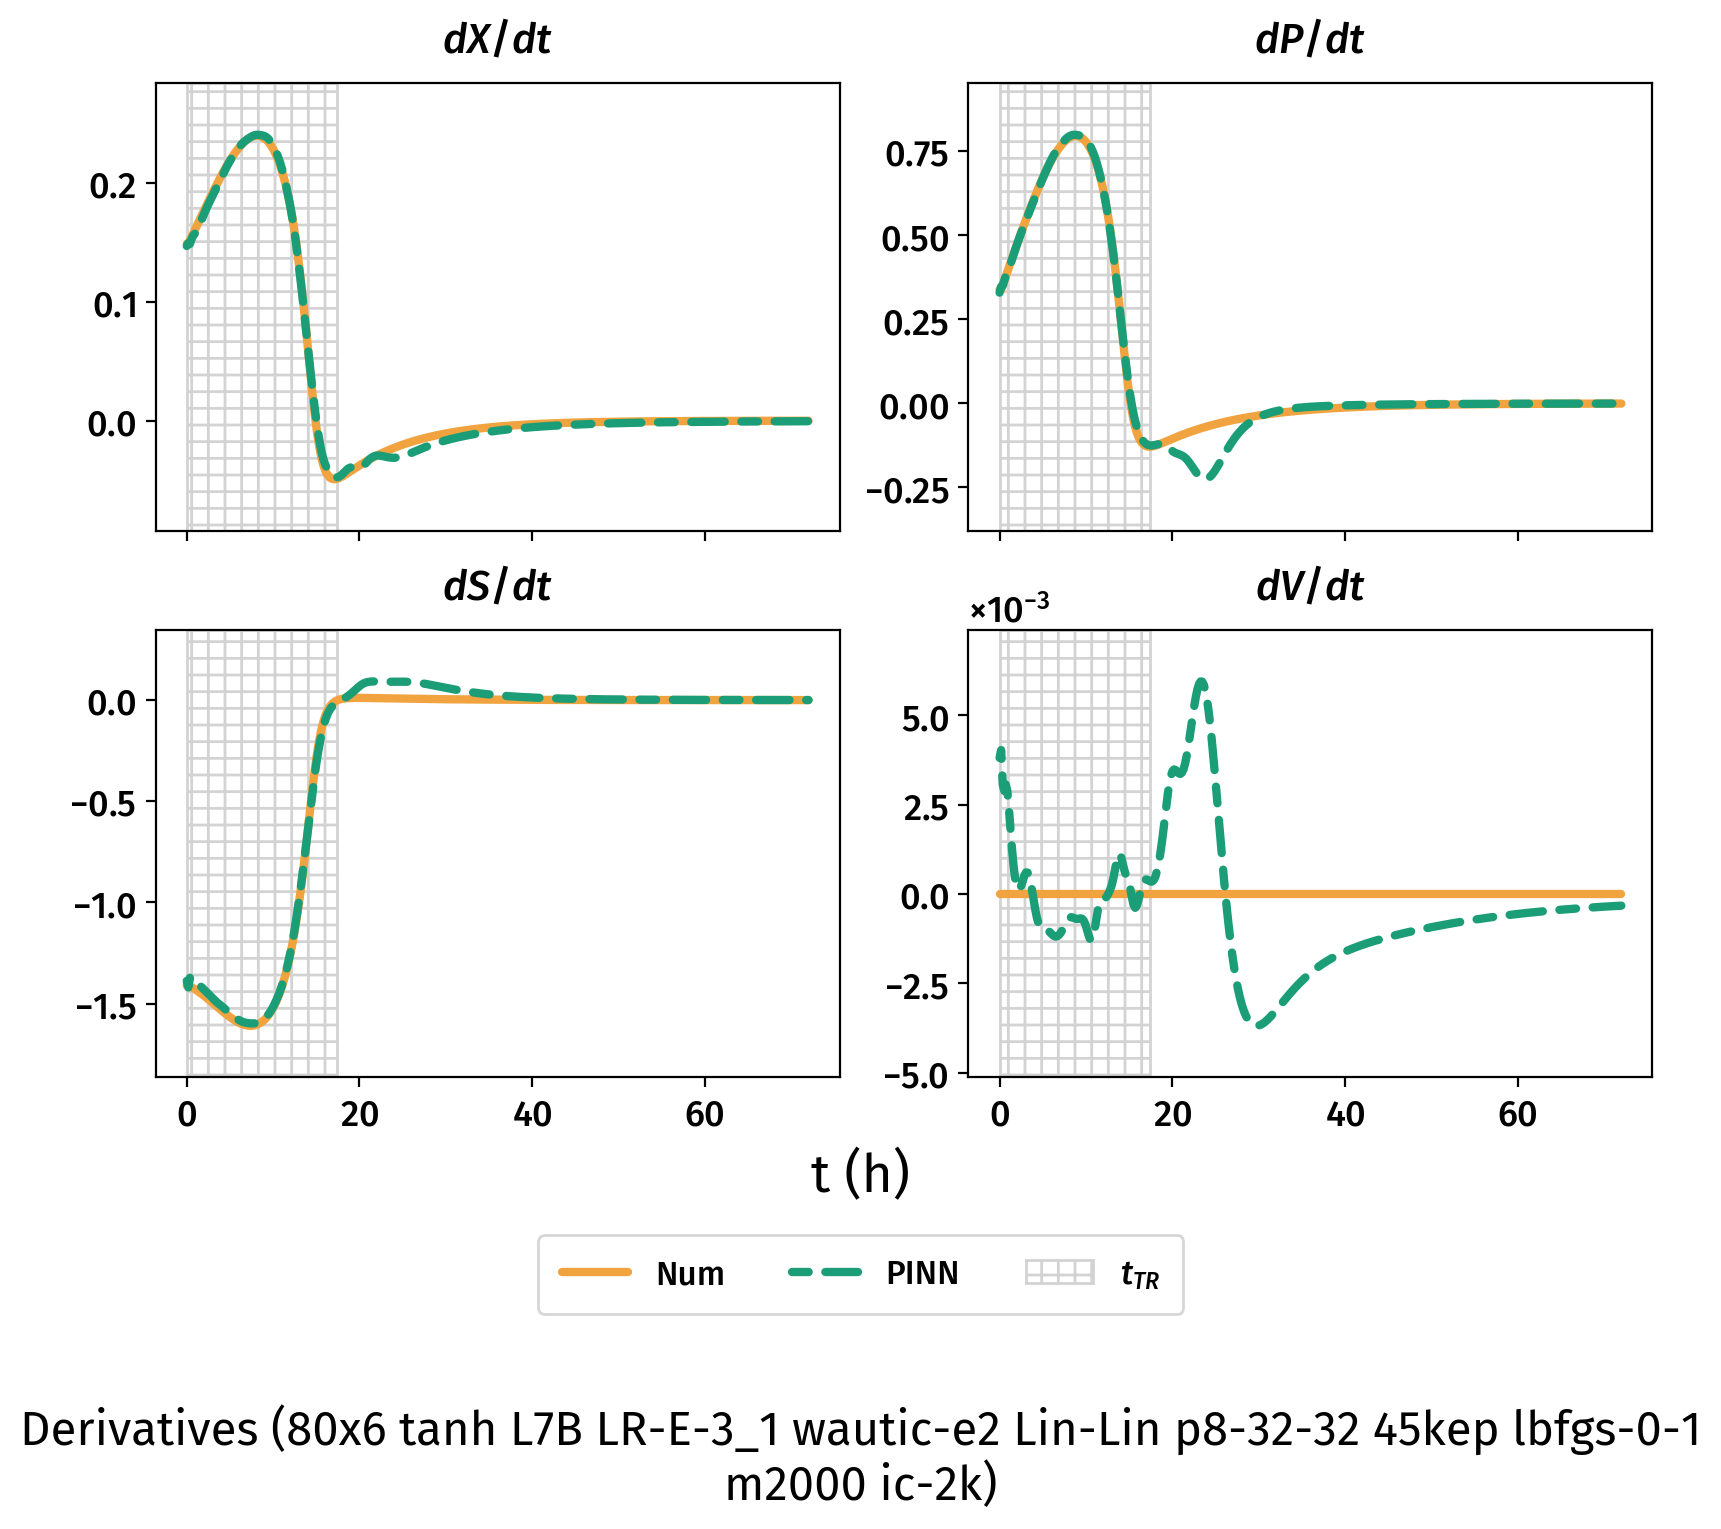 dX/dt
dP/dt
0.2
0.1
0.0
0.75
0.50
0.25
0.00
−0.25
dS/dt
dV/dt
×10⁻³
0.0
−0.5
−1.0
−1.5
5.0
2.5
0.0
−2.5
−5.0
0 20 40 60
0 20 40 60
t (h)
Num PINN t_TR
Derivatives (80x6 tanh L7B LR-E-3_1 wautic-e2 Lin-Lin p8-32-32 45kep lbfgs-0-1
m2000 ic-2k)